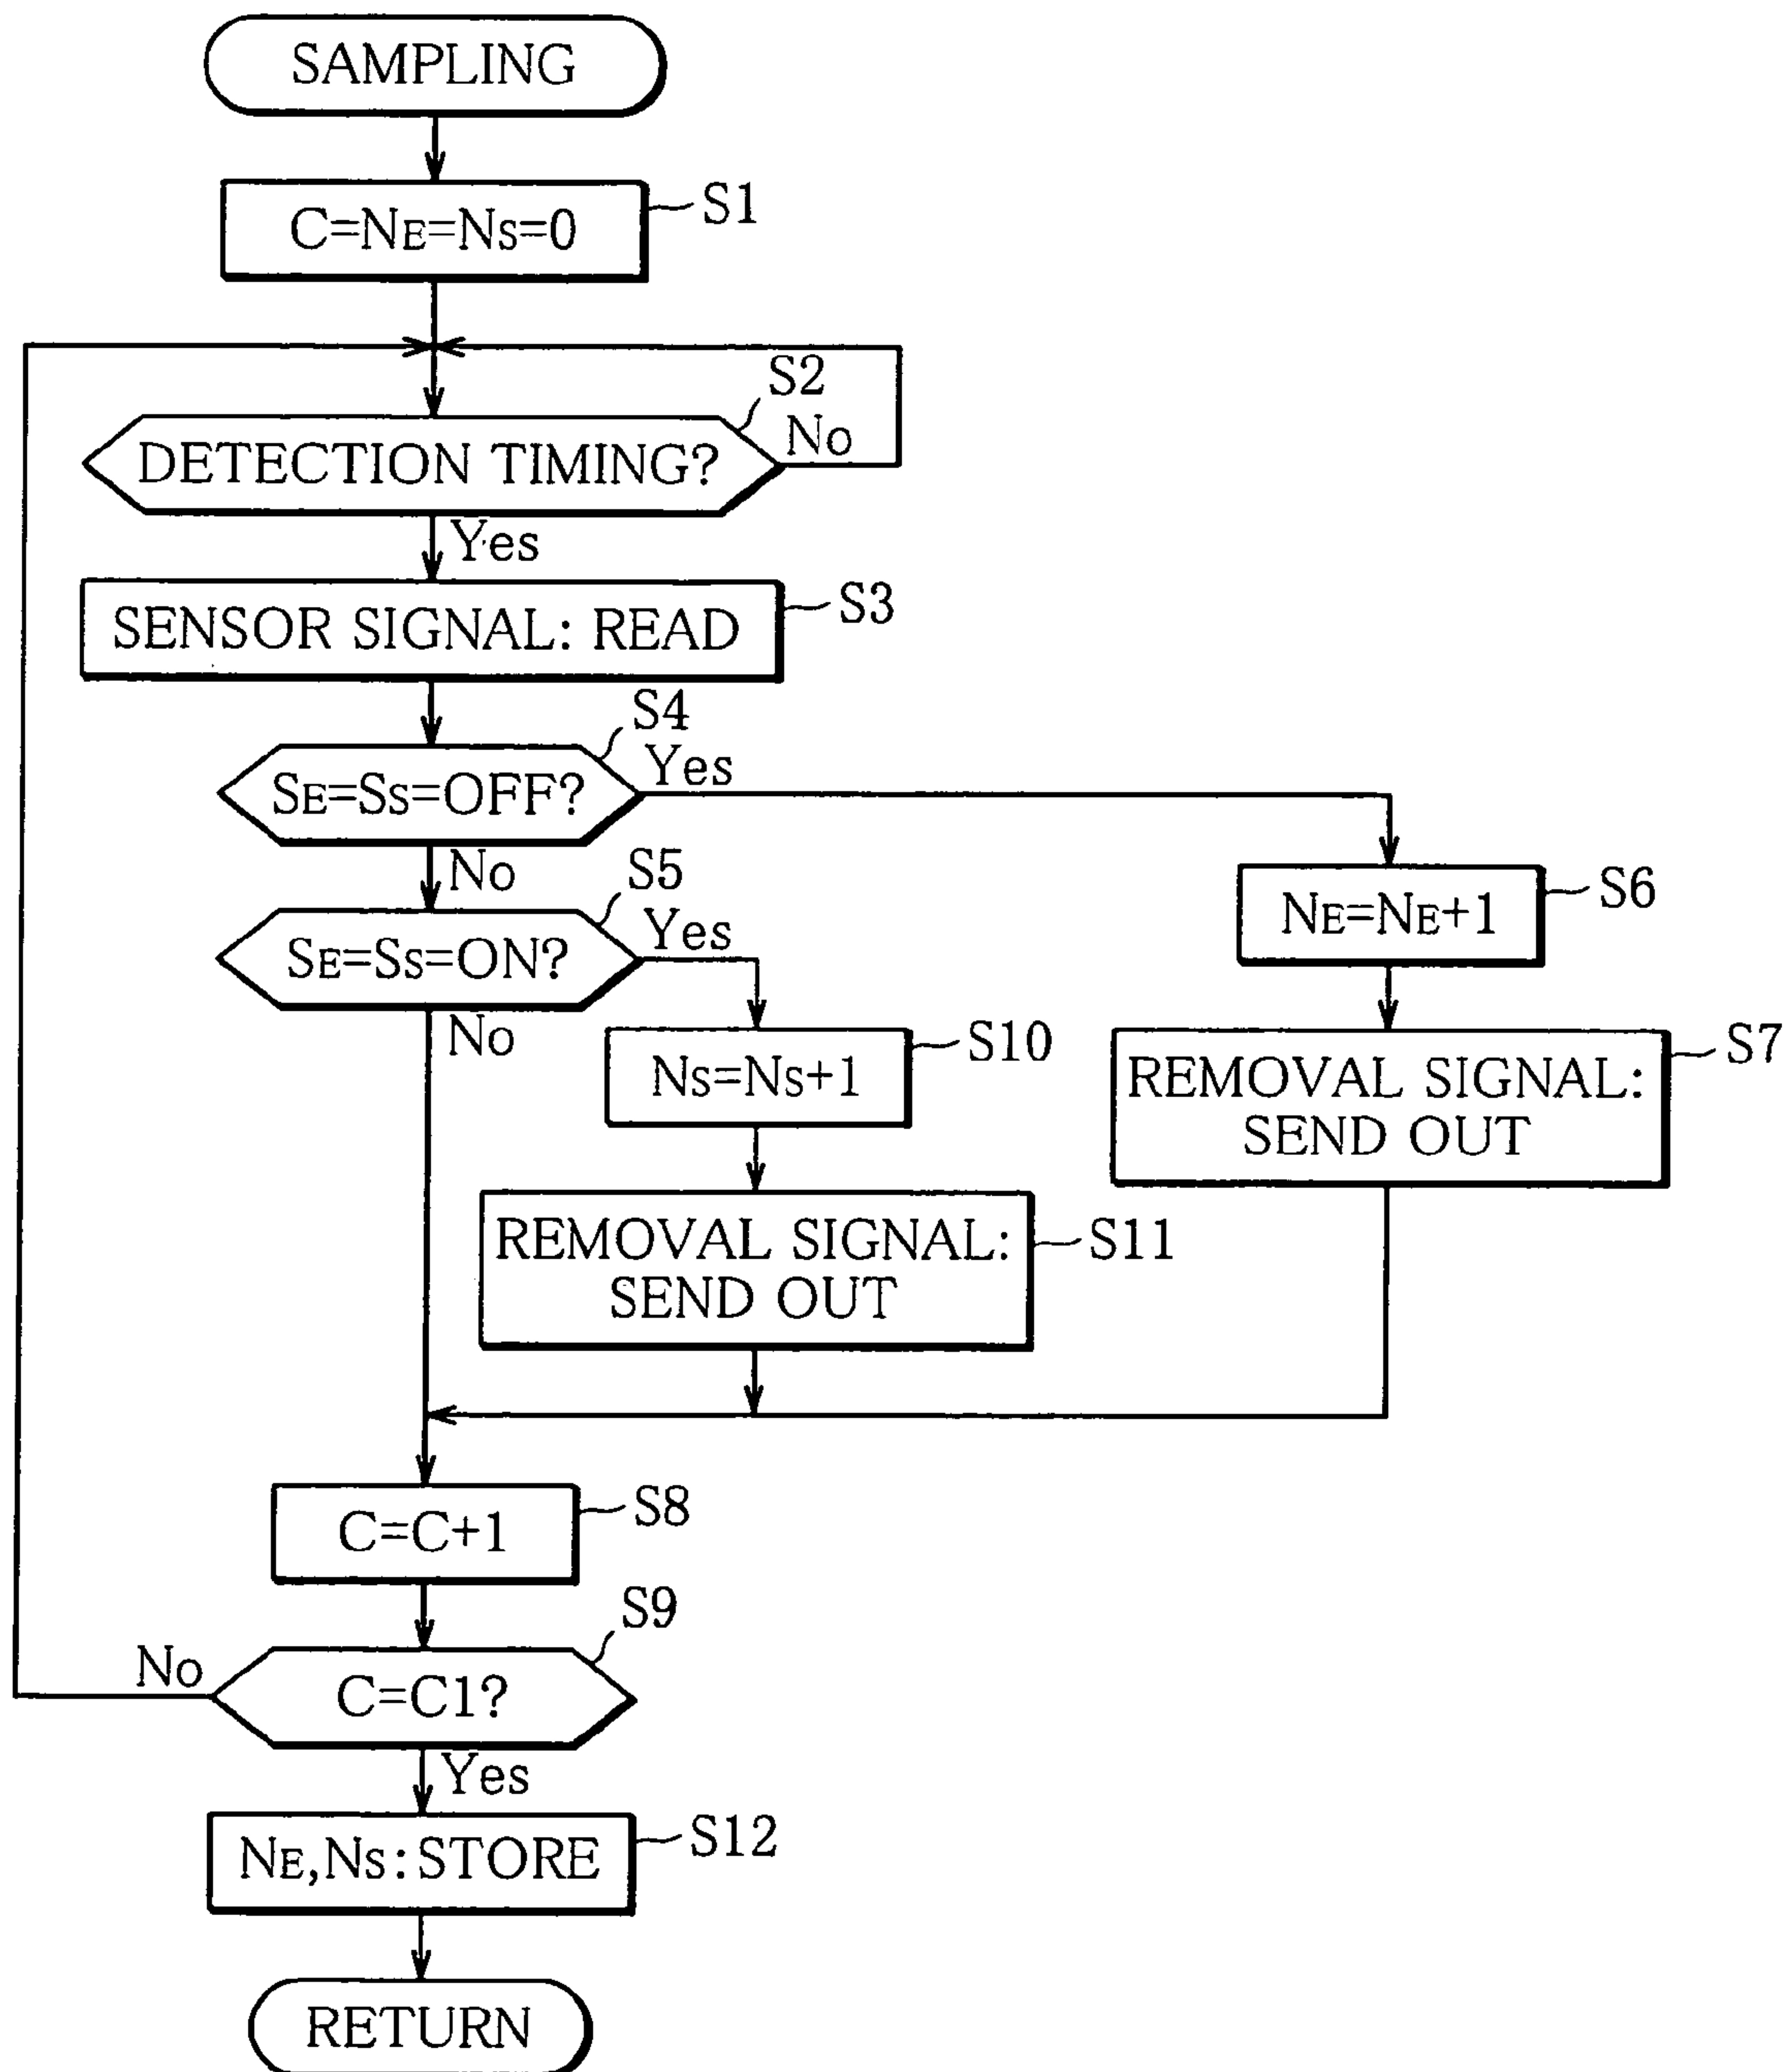 SAMPLING
C=NE=NS=0
S1
S2
DETECTION TIMING?
No
Yes
SENSOR SIGNAL: READ
S3
S4
SE=SS=OFF?
Yes
No
S5
SE=SS=ON?
Yes
No
NE=NE+1
S6
REMOVAL SIGNAL:
SEND OUT
S7
NS=NS+1
S10
REMOVAL SIGNAL:
SEND OUT
S11
C=C+1
S8
S9
C=C1?
No
Yes
NE,NS:STORE
S12
RETURN